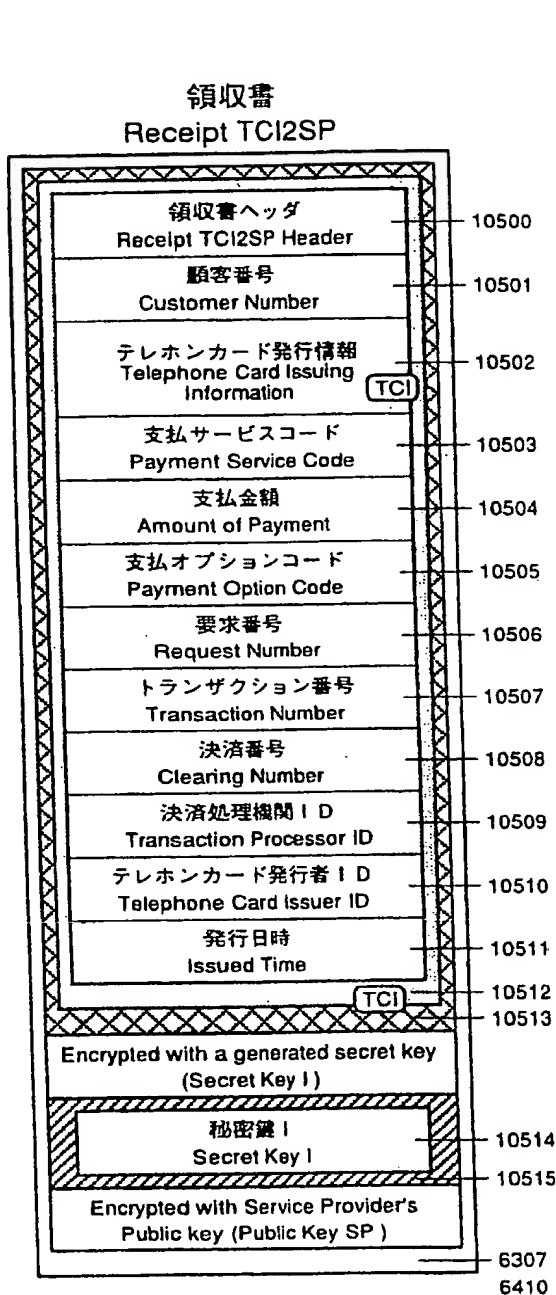 領収書
Receipt TCI2SP
領収書ヘッダ
Receipt TCI2SP Header
10500
顧客番号
Customer Number
10501
テレホンカード発行情報
Telephone Card Issuing
Information
TCI
10502
支払サービスコード
Payment Service Code
10503
支払金額
Amount of Payment
10504
支払オプションコード
Payment Option Code
10505
要求番号
Request Number
10506
トランザクション番号
Transaction Number
10507
決済番号
Clearing Number
10508
決済処理機関ID
Transaction Processor ID
10509
テレホンカード発行者ID
Telephone Card Issuer ID
10510
発行日時
Issued Time
10511
TCI
10512
10513
Encrypted with a generated secret key
(Secret Key I)
秘密鍵I
Secret Key I
10514
10515
Encrypted with Service Provider's
Public key (Public Key SP )
6307
6410